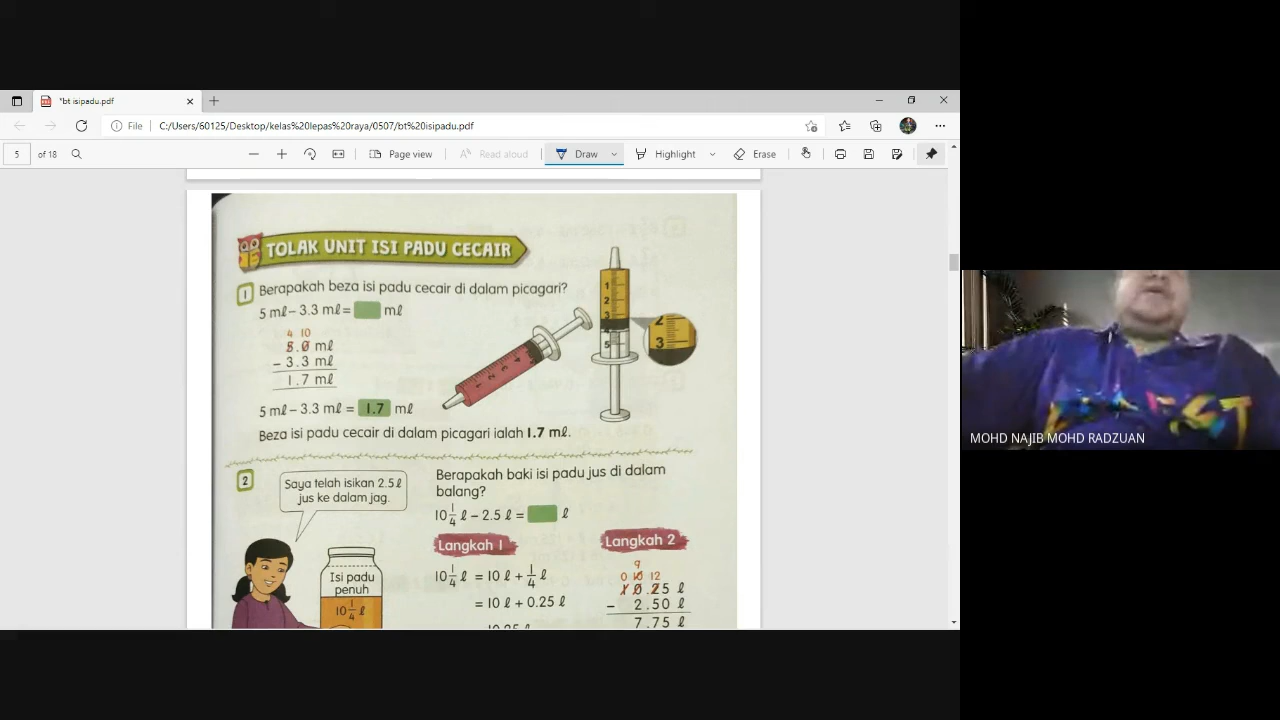 *bt isipadu.pdf
File C:/Users/60125/Desktop/kelas%20lepas%20raya/0507/bt%20isipadu.pdf
5 of 18 Page view Read aloud Draw Highlight Erase
TOLAK UNIT ISI PADU CECAIR
1 Berapakah beza isi padu cecair di dalam picagari?
5 mℓ – 3.3 mℓ = mℓ
4 10
5.0 mℓ
– 3.3 mℓ
1.7 mℓ
5 mℓ – 3.3 mℓ = 1.7 mℓ
Beza isi padu cecair di dalam picagari ialah 1.7 mℓ.
1
2
3
5
2
3
2
Saya telah isikan 2.5 ℓ
jus ke dalam jag.
Isi padu
penuh
10 1/4 ℓ
Berapakah baki isi padu jus di dalam
balang?
10 1/4 ℓ – 2.5 ℓ = ℓ
Langkah 1
10 1/4 ℓ = 10 ℓ + 1/4 ℓ
= 10 ℓ + 0.25 ℓ
Langkah 2
9
0 10 12
10.25 ℓ
– 2.50 ℓ
7.75 ℓ
MOHD NAJIB MOHD RADZUAN